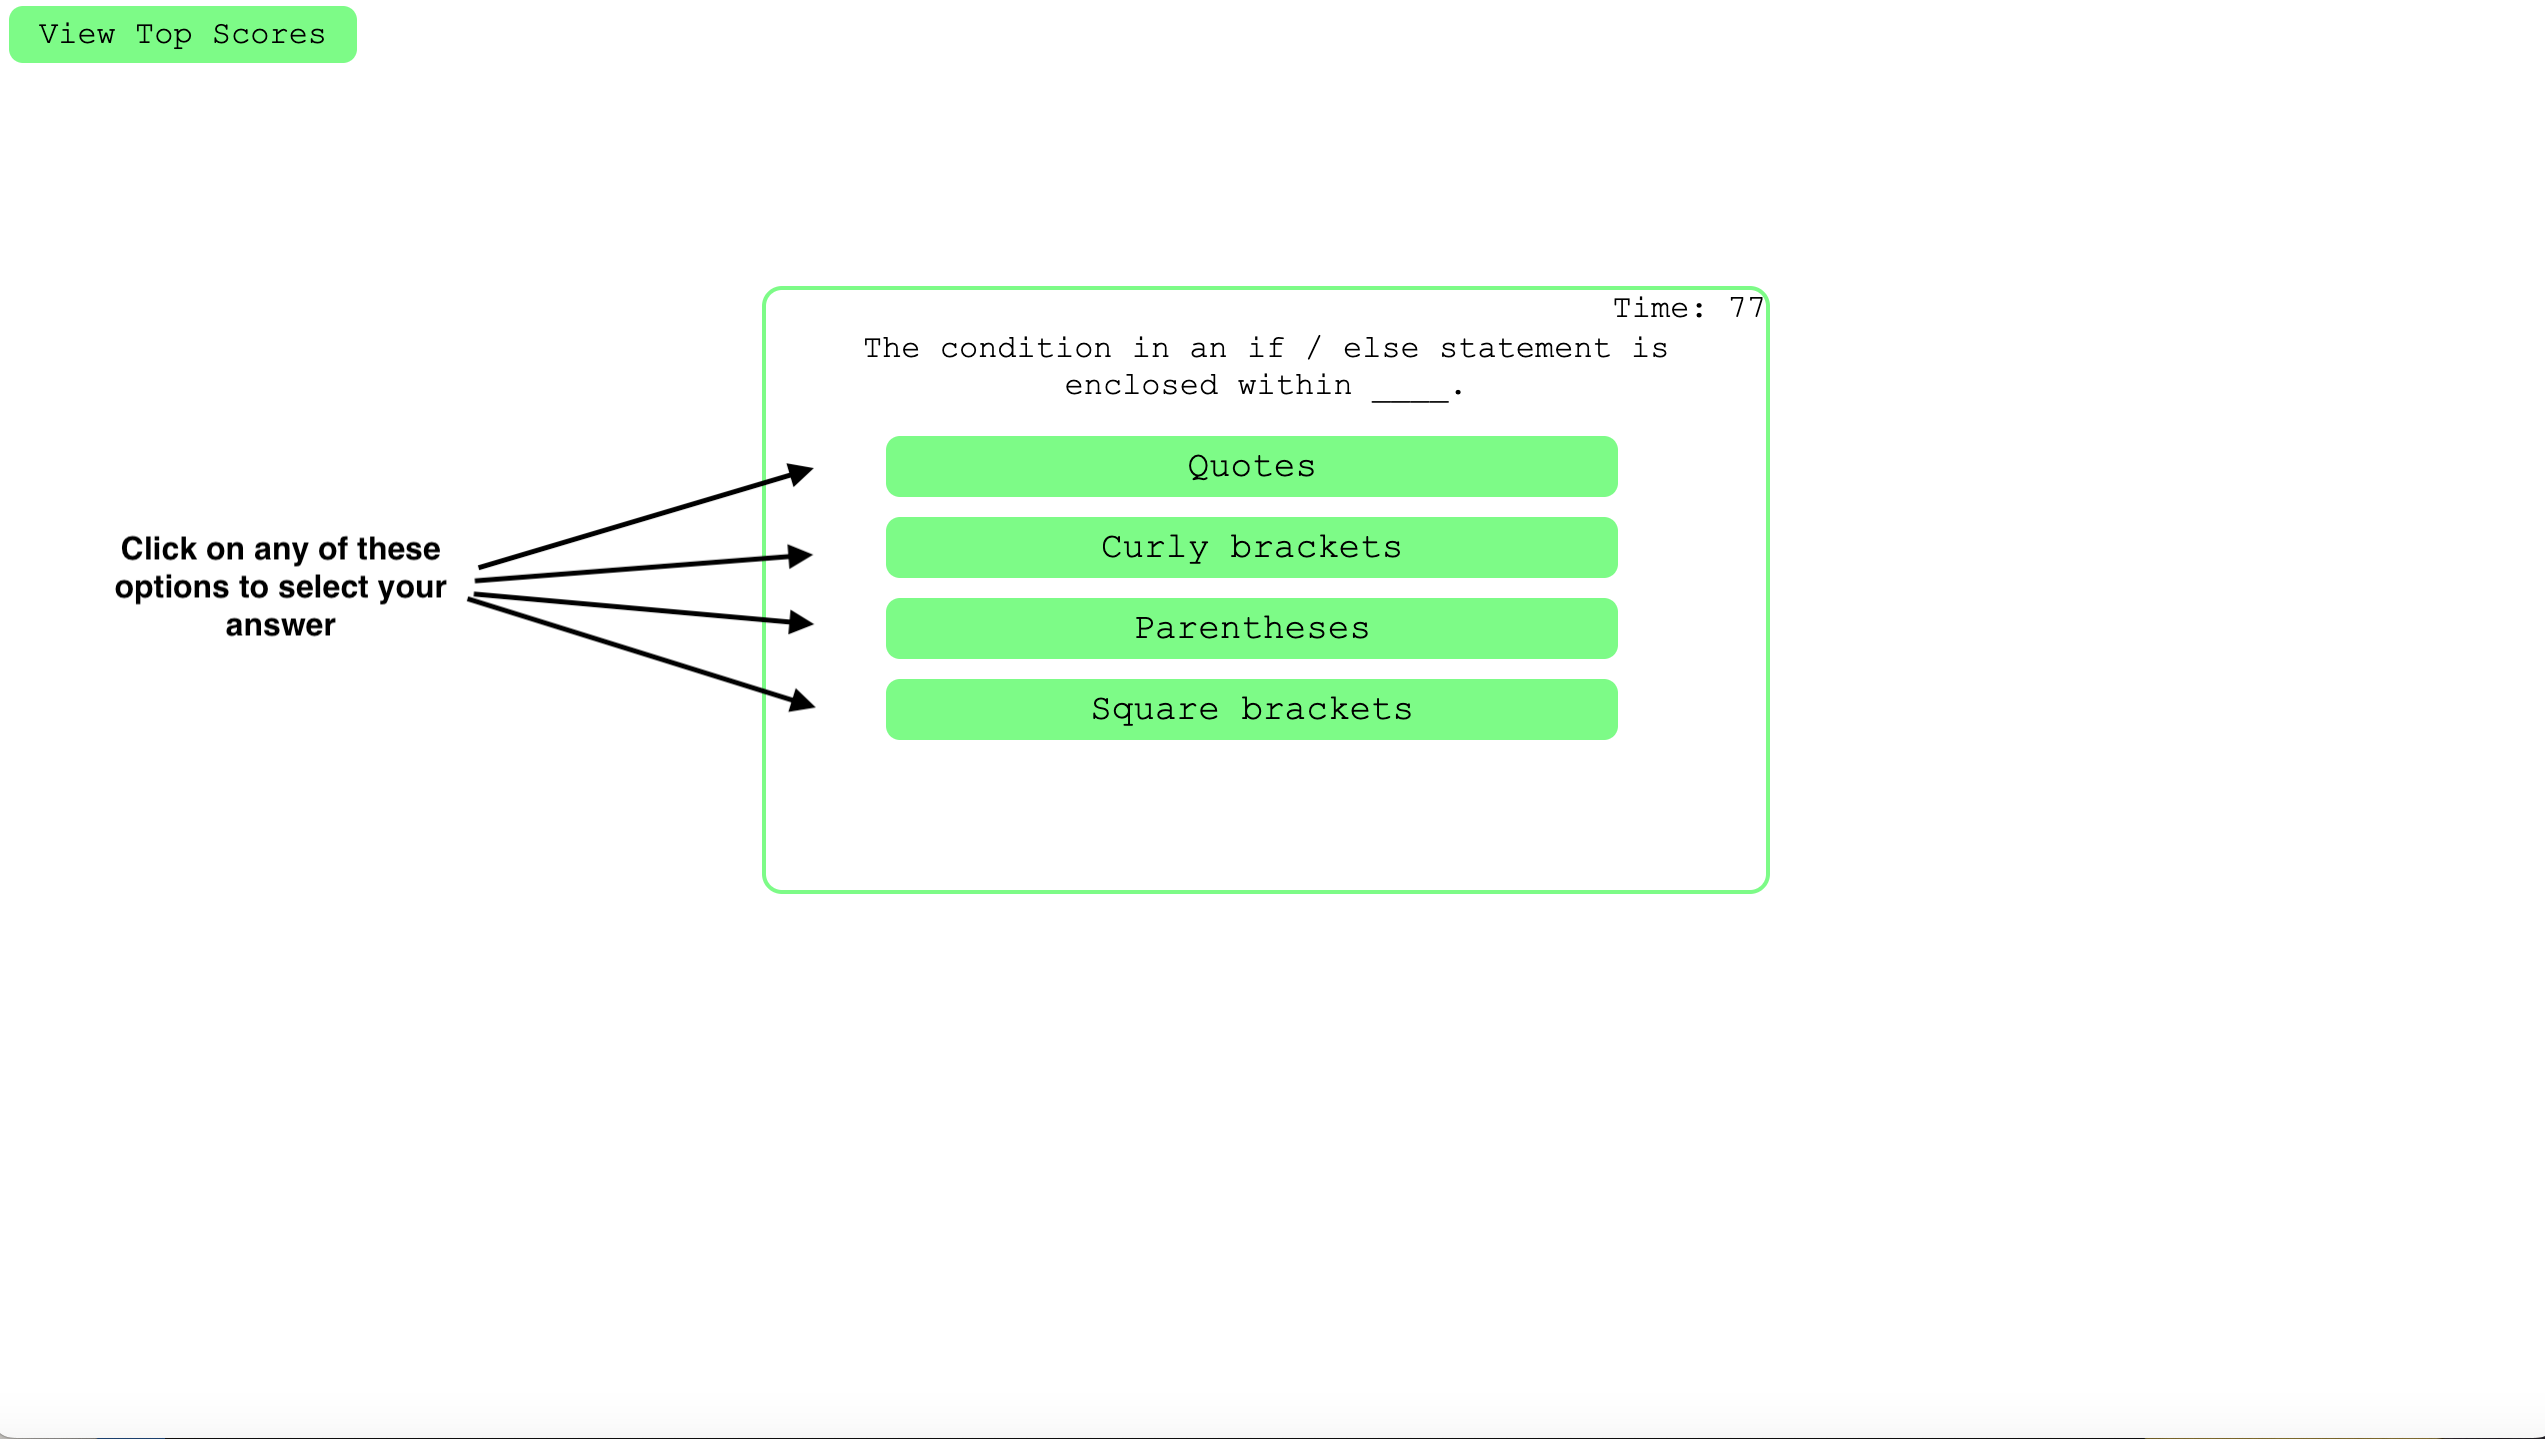 View Top Scores
Time: 77
The condition in an if / else statement is
enclosed within ____.
Quotes
Curly brackets
Parentheses
Square brackets
Click on any of these
options to select your
answer